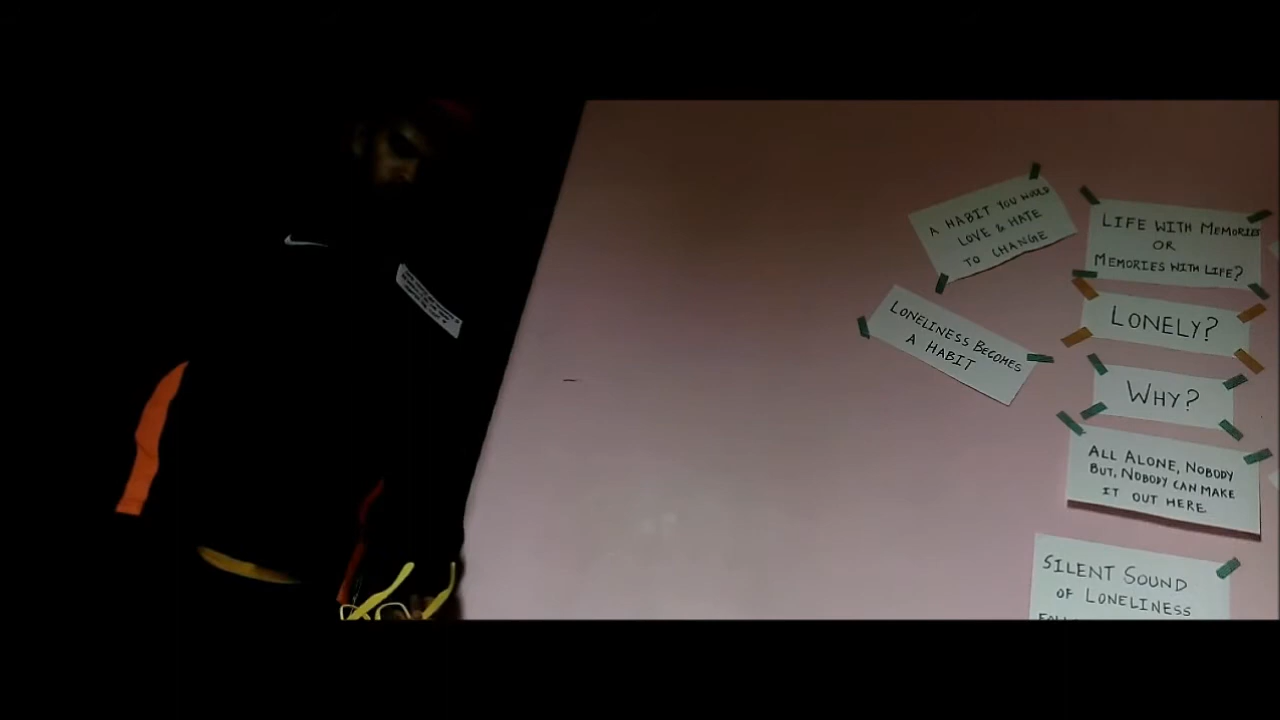 A HABIT YOU WOULD
LOVE & HATE
TO CHANGE
LIFE WITH MEMORIES
OR
MEMORIES WITH LIFE?
LONELINESS BECOMES
A HABIT
LONELY?
WHY?
ALL ALONE, NOBODY
BUT, NOBODY CAN MAKE
IT OUT HERE
SILENT SOUND
OF LONELINESS